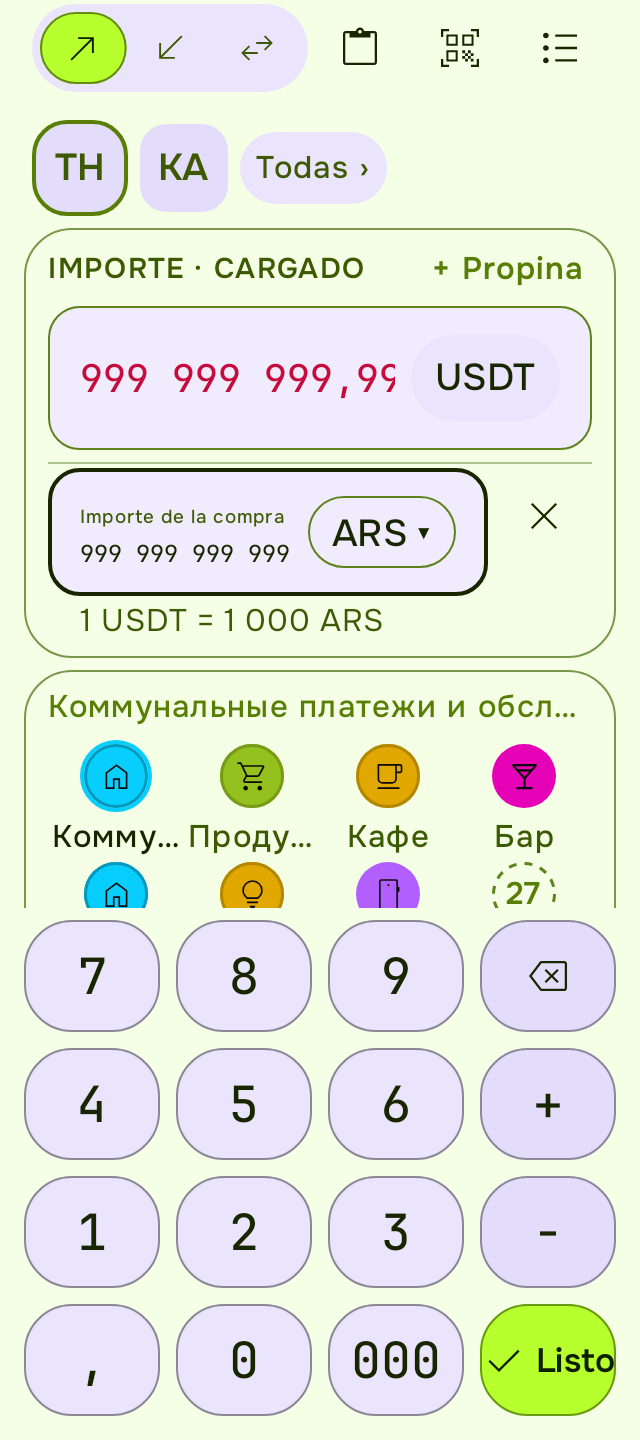 TH KA Todas ›
IMPORTE · CARGADO + Propina
999 999 999,99 USDT
Importe de la compra
999 999 999 999 ARS ▾
1 USDT = 1 000 ARS
Коммунальные платежи и обсл...
Комму... Проду... Кафе Бар
27
7 8 9
4 5 6 +
1 2 3 -
, 0 000 Listo